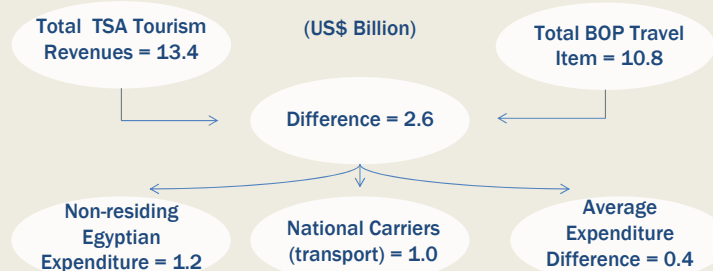 Total TSA Tourism
Revenues = 13.4
(US$ Billion)
Total BOP Travel
Item = 10.8
Difference = 2.6
Non-residing
Egyptian
Expenditure = 1.2
National Carriers
(transport) = 1.0
Average
Expenditure
Difference = 0.4